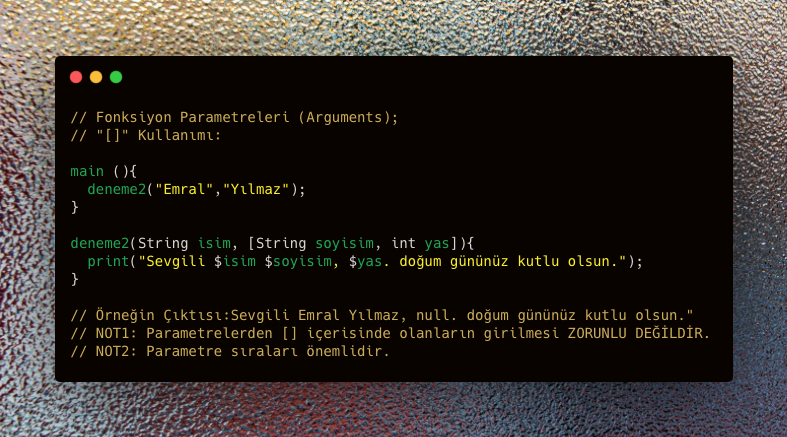 // Fonksiyon Parametreleri (Arguments);
// "[]" Kullanımı:
main (){
  deneme2("Emral","Yılmaz");
}
deneme2(String isim, [String soyisim, int yas]){
  print("Sevgili $isim $soyisim, $yas. doğum gününüz kutlu olsun.");
}
// Örneğin Çıktısı:Sevgili Emral Yılmaz, null. doğum gününüz kutlu olsun."
// NOT1: Parametrelerden [] içerisinde olanların girilmesi ZORUNLU DEĞİLDİR.
// NOT2: Parametre sıraları önemlidir.